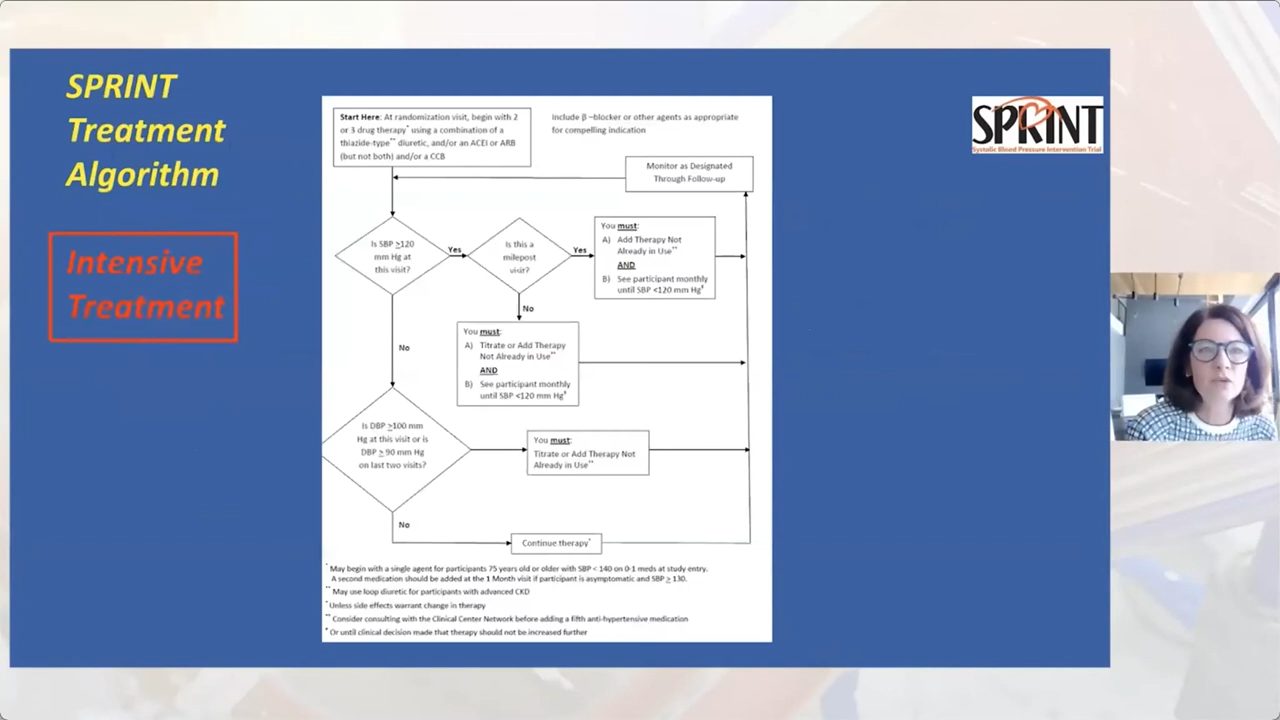 SPRINT
Treatment
Algorithm
Intensive
Treatment
SPRINT
Systolic Blood Pressure Intervention Trial
Start Here: At randomization visit, begin with 2
or 3 drug therapy* using a combination of a
thiazide-type** diuretic, and/or an ACEI or ARB
(but not both) and/or a CCB
Include β –blocker or other agents as appropriate
for compelling indication
Monitor as Designated
Through Follow-up
Is SBP ≥120
mm Hg at
this visit?
Yes
Is this a
milepost
visit?
Yes
You must:
A) Add Therapy Not
Already in Use**
AND
B) See participant monthly
until SBP <120 mm Hg
No
No
You must:
A) Titrate or Add Therapy
Not Already in Use**
AND
B) See participant monthly
until SBP <120 mm Hg
Is DBP ≥100 mm
Hg at this visit or is
DBP ≥ 90 mm Hg
on last two visits?
You must:
Titrate or Add Therapy Not
Already in Use**
No
Continue therapy*
* May begin with a single agent for participants 75 years old or older with SBP < 140 on 0-1 meds at study entry.
A second medication should be added at the 1 Month visit if participant is asymptomatic and SBP ≥ 130.
** May use loop diuretic for participants with advanced CKD
* Unless side effects warrant change in therapy
** Consider consulting with the Clinical Center Network before adding a fifth anti-hypertensive medication
Or until clinical decision made that therapy should not be increased further